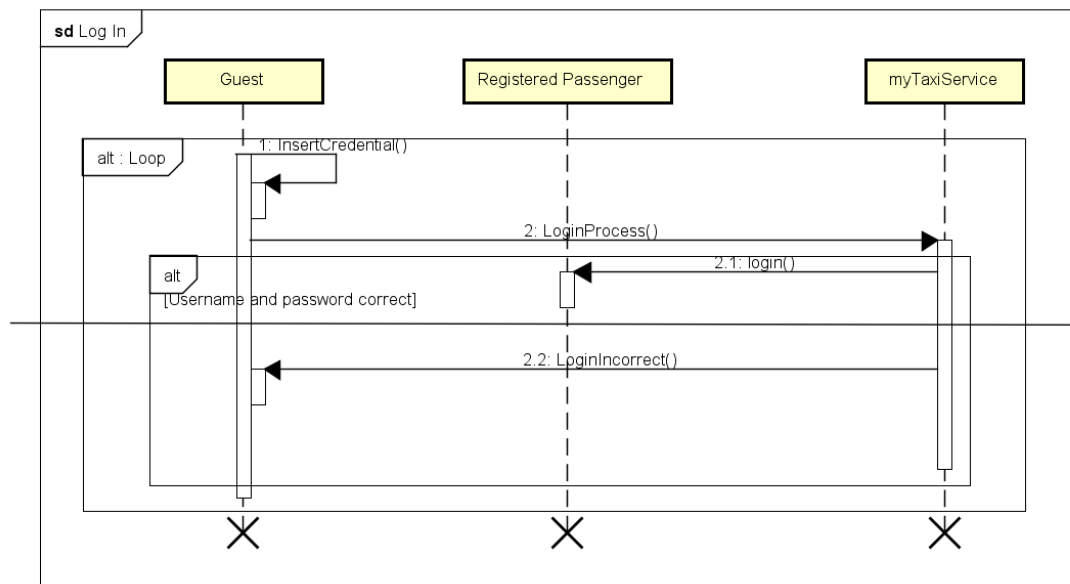 sd Log In
Guest
Registered Passenger
myTaxiService
alt : Loop
1: InsertCredential()
2: LoginProcess()
2.1: login()
alt
[Username and password correct]
2.2: LoginIncorrect()